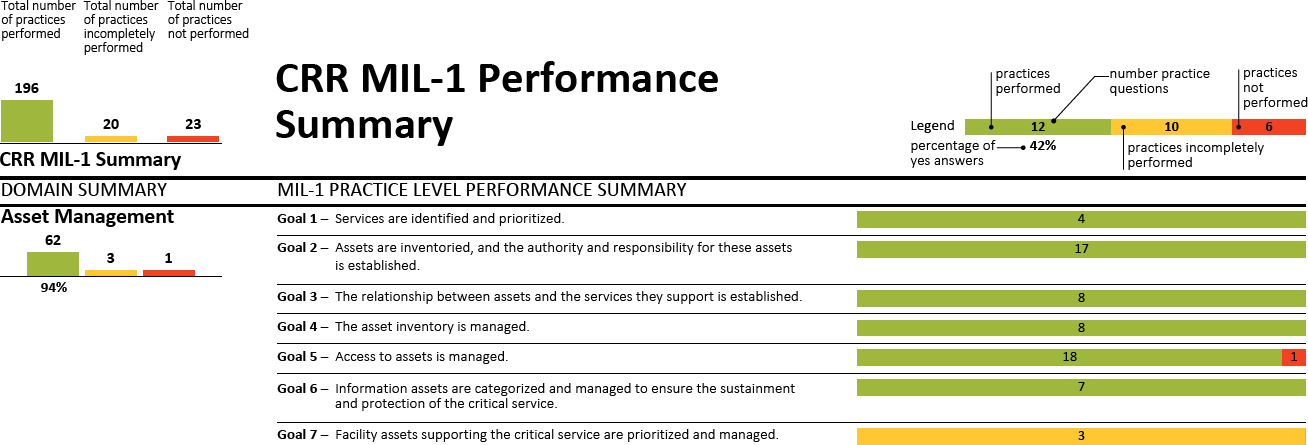 Total number of practices performed
Total number of practices incompletely performed
Total number of practices not performed
196
20
23
CRR MIL-1 Summary
CRR MIL-1 Performance
Summary
practices
performed
number practice
questions
practices
not
performed
Legend
12
10
6
percentage of
yes answers
42%
practices incompletely
performed
DOMAIN SUMMARY
MIL-1 PRACTICE LEVEL PERFORMANCE SUMMARY
Asset Management
62
3
1
94%
Goal 1 – Services are identified and prioritized.
4
Goal 2 – Assets are inventoried, and the authority and responsibility for these assets
is established.
17
Goal 3 – The relationship between assets and the services they support is established.
8
Goal 4 – The asset inventory is managed.
8
Goal 5 – Access to assets is managed.
18
1
Goal 6 – Information assets are categorized and managed to ensure the sustainment
and protection of the critical service.
7
Goal 7 – Facility assets supporting the critical service are prioritized and managed.
3